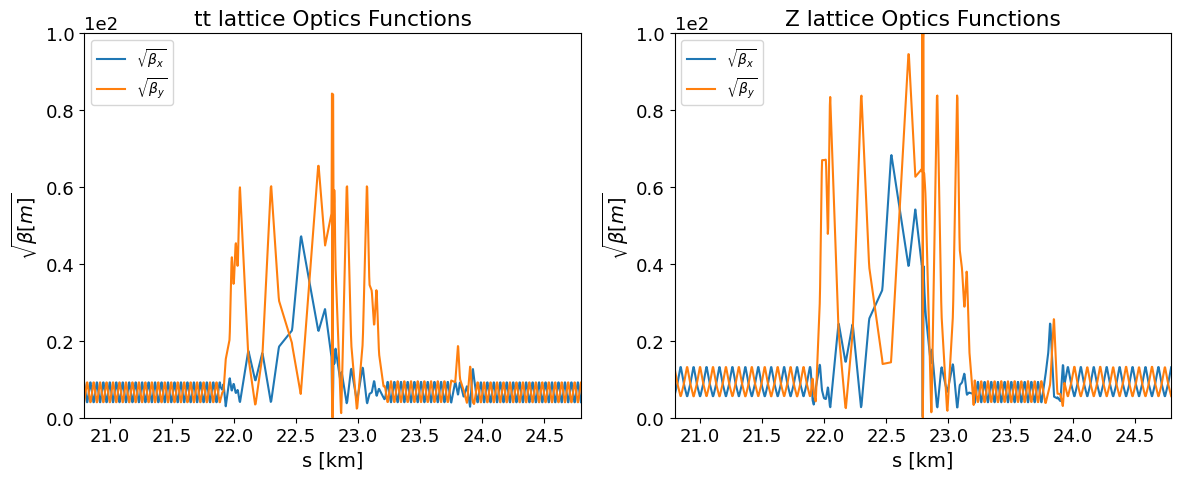 tt lattice Optics Functions
1e2
√βx
√βy
√β[m]
1.0
0.8
0.6
0.4
0.2
0.0
21.0 21.5 22.0 22.5 23.0 23.5 24.0 24.5
s [km]
Z lattice Optics Functions
1e2
√βx
√βy
√β[m]
1.0
0.8
0.6
0.4
0.2
0.0
21.0 21.5 22.0 22.5 23.0 23.5 24.0 24.5
s [km]